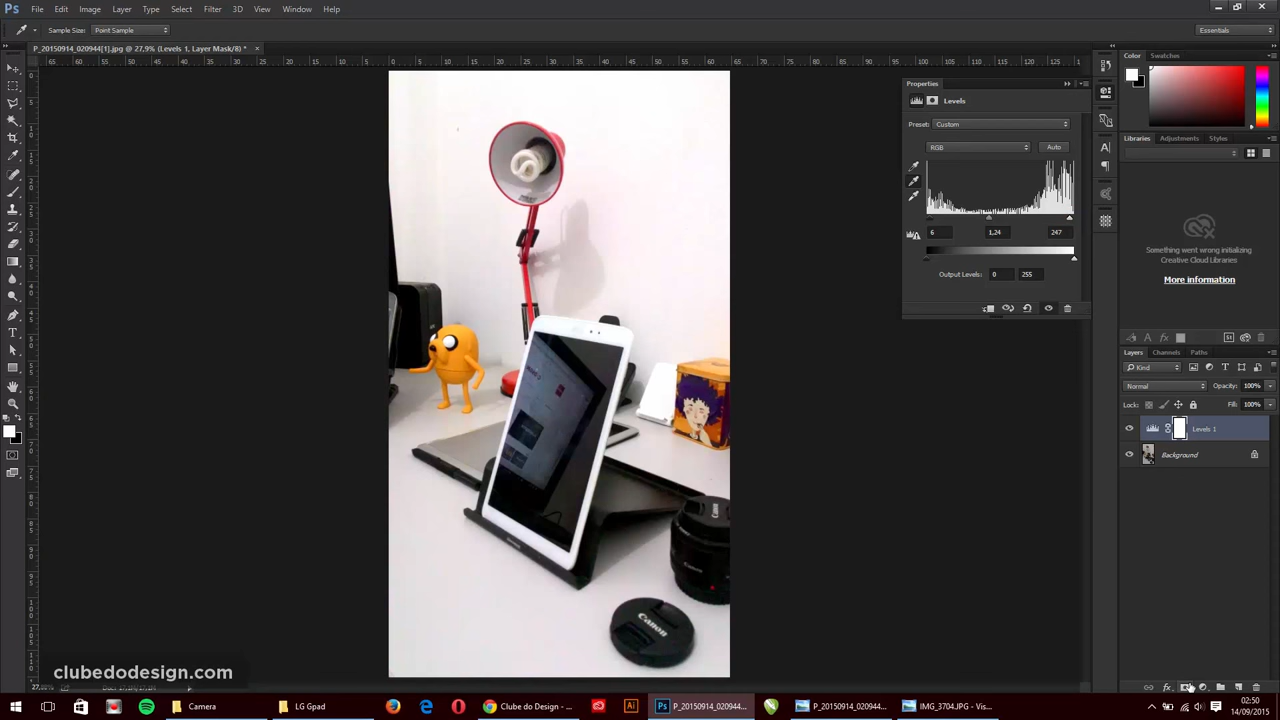 Ps File Edit Image Layer Type Select Filter 3D View Window Help
Sample Size: Point Sample Essentials
P_20150914_020944[1].jpg @ 27,9% (Levels 1, Layer Mask/8) * ×
Color Swatches
Properties
Levels
Preset: Custom
RGB Auto
6 1,24 247
Output Levels: 0 255
Libraries Adjustments Styles
Something went wrong initializing
Creative Cloud Libraries
More information
Layers Channels Paths
Kind
Normal Opacity: 100%
Lock: Fill: 100%
Levels 1
Background
Canon
Canon
Canon
clubedodesign.com
Camera LG Gpad Clube do Design - ... Ai Ps P_20150914_020944... P_20150914_020944... IMG_3704.JPG - Vis...
02:50
14/09/2015